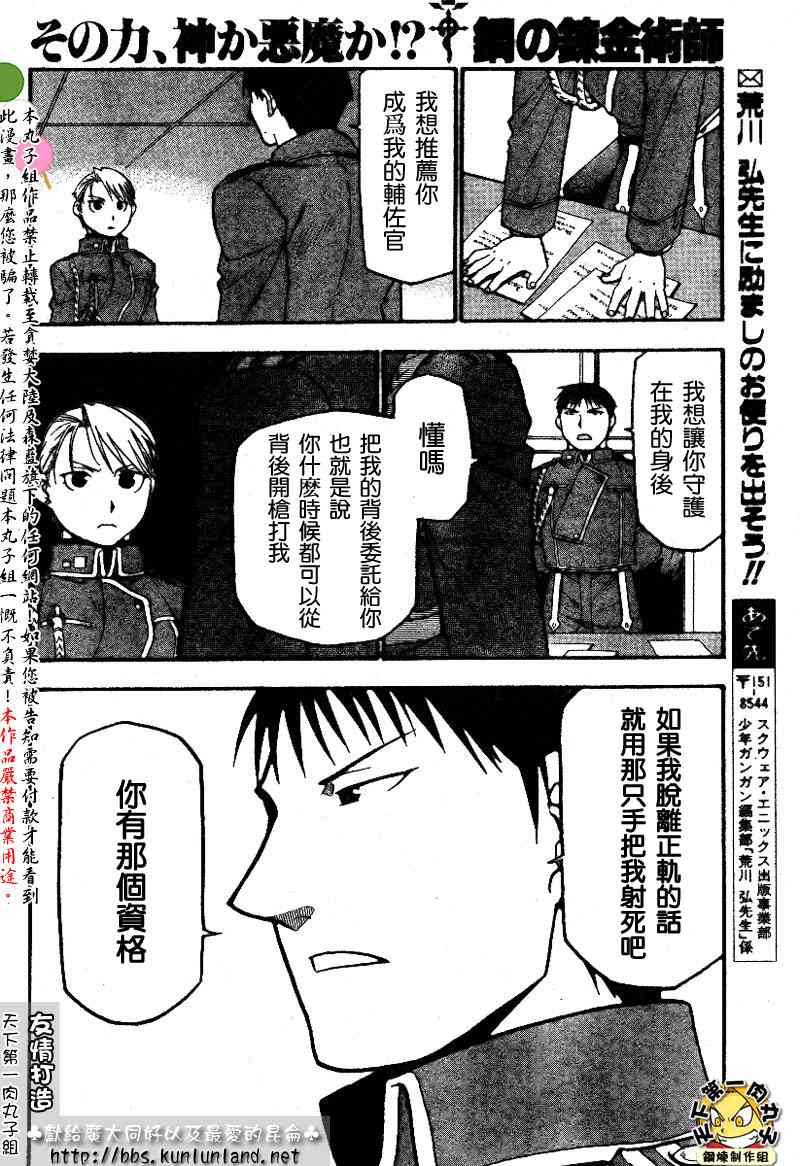 その力、神か悪魔か!?
鋼の錬金術師
我想推薦你
成爲我的輔佐官
我想讓你守護
在我的身後
懂嗎
把我的背後委託給你
也就是說
你什麽時候都可以從
背後開槍打我
如果我脫離正軌的話
就用那只手把我射死吧
你有那個資格
荒川 弘先生に励ましのお便りを出そう!!
あて先
〒151
8544
スクウェア・エニックス出版事業部
少年ガンガン編集部「荒川 弘先生」係
本丸子組作品禁止轉載至貪婪大陸及森藍旗下的任何網站!如果您被告知需要付款才能看到
此漫畫，那麼您被騙了。若發生任何法律問題本丸子組一慨不負責!本作品嚴禁商業用途。
友情打造
天下第一肉丸子組
♣獻給廣大同好以及最愛的昆侖♣
http://bbs.kunlunland.net
天下第一肉丸子
鋼煉制作組